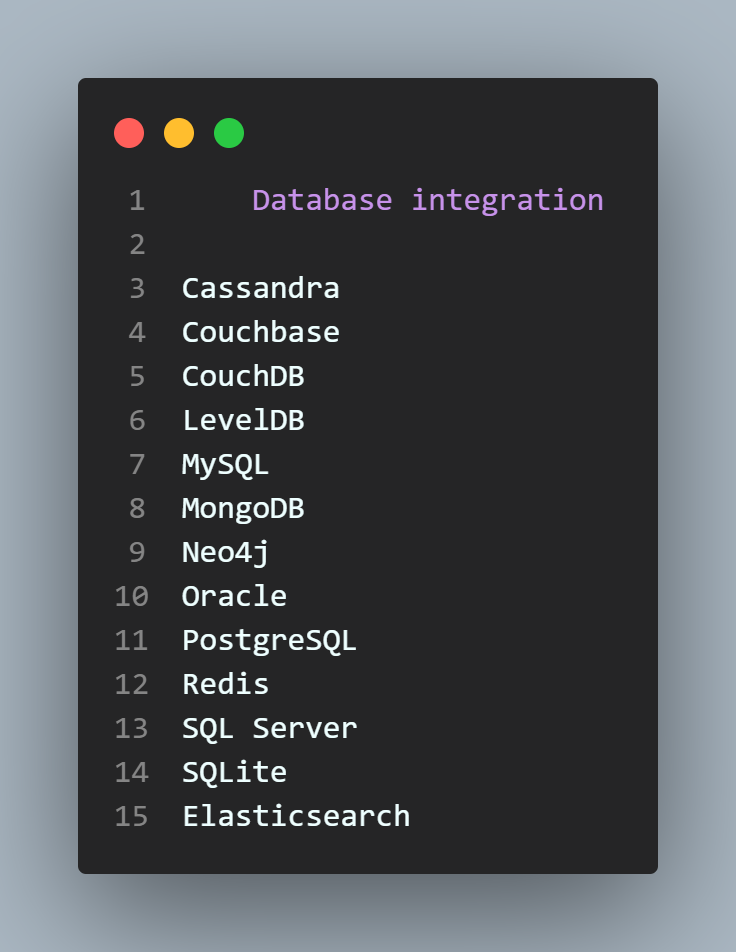 1 Database integration
2
3 Cassandra
4 Couchbase
5 CouchDB
6 LevelDB
7 MySQL
8 MongoDB
9 Neo4j
10 Oracle
11 PostgreSQL
12 Redis
13 SQL Server
14 SQLite
15 Elasticsearch